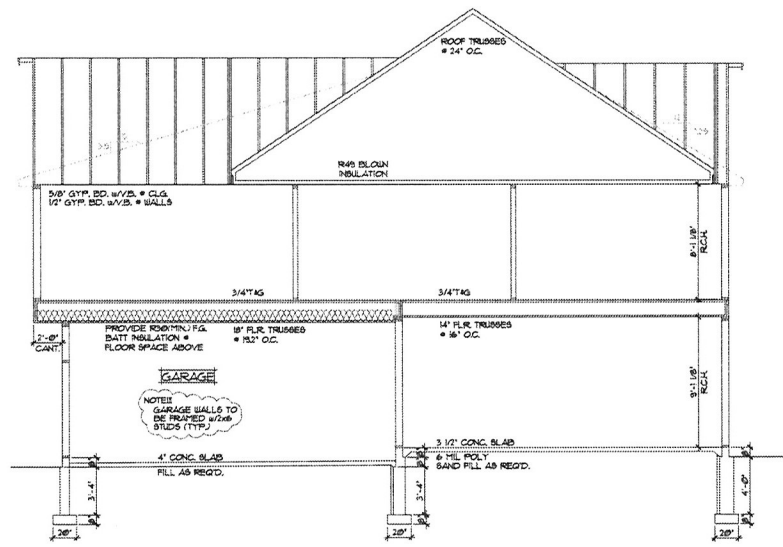 ROOF TRUSSES
@ 24" O.C.
R49 BLOWN
INSULATION
5/8" GYP. BD. w/V.B. @ CLG.
1/2" GYP. BD. w/V.B. @ WALLS
8'-1 1/8"
R.C.H.
3/4" T&G
3/4" T&G
2'-0"
CANT.
PROVIDE R30(MIN.) F.G.
BATT INSULATION @
FLOOR SPACE ABOVE
18" FLR. TRUSSES
@ 19.2" O.C.
14" FLR. TRUSSES
@ 16" O.C.
GARAGE
NOTE!!!
GARAGE WALLS TO
BE FRAMED w/2x6
STUDS (TYP.)
9'-1 1/8"
R.C.H.
4" CONC. SLAB
FILL AS REQ'D.
3 1/2" CONC. SLAB
6 MIL POLY
SAND FILL AS REQ'D.
3'-4"
3'-4"
4'-0"
8"
8"
8"
20"
20"
20"